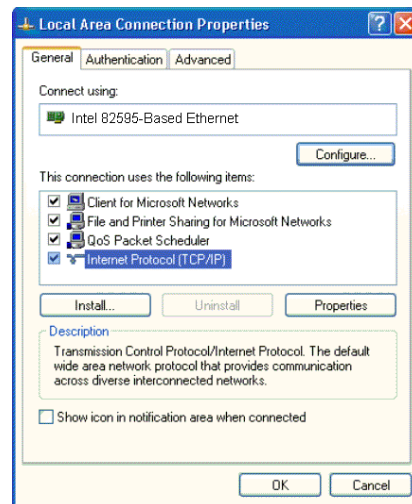 Local Area Connection Properties
General Authentication Advanced
Connect using:
Intel 82595-Based Ethernet
Configure...
This connection uses the following items:
Client for Microsoft Networks
File and Printer Sharing for Microsoft Networks
QoS Packet Scheduler
Internet Protocol (TCP/IP)
Install... Uninstall Properties
Description
Transmission Control Protocol/Internet Protocol. The default
wide area network protocol that provides communication
across diverse interconnected networks.
Show icon in notification area when connected
OK Cancel